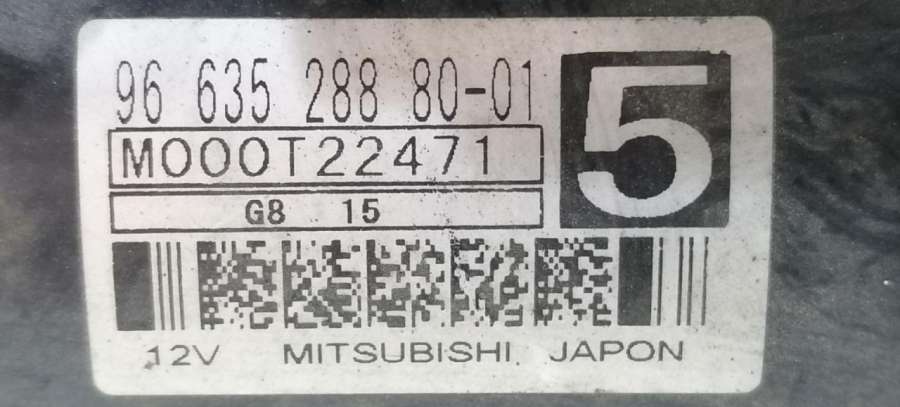 96 635 288 80-01
5
M000T22471
G8 15
12V MITSUBISHI JAPON